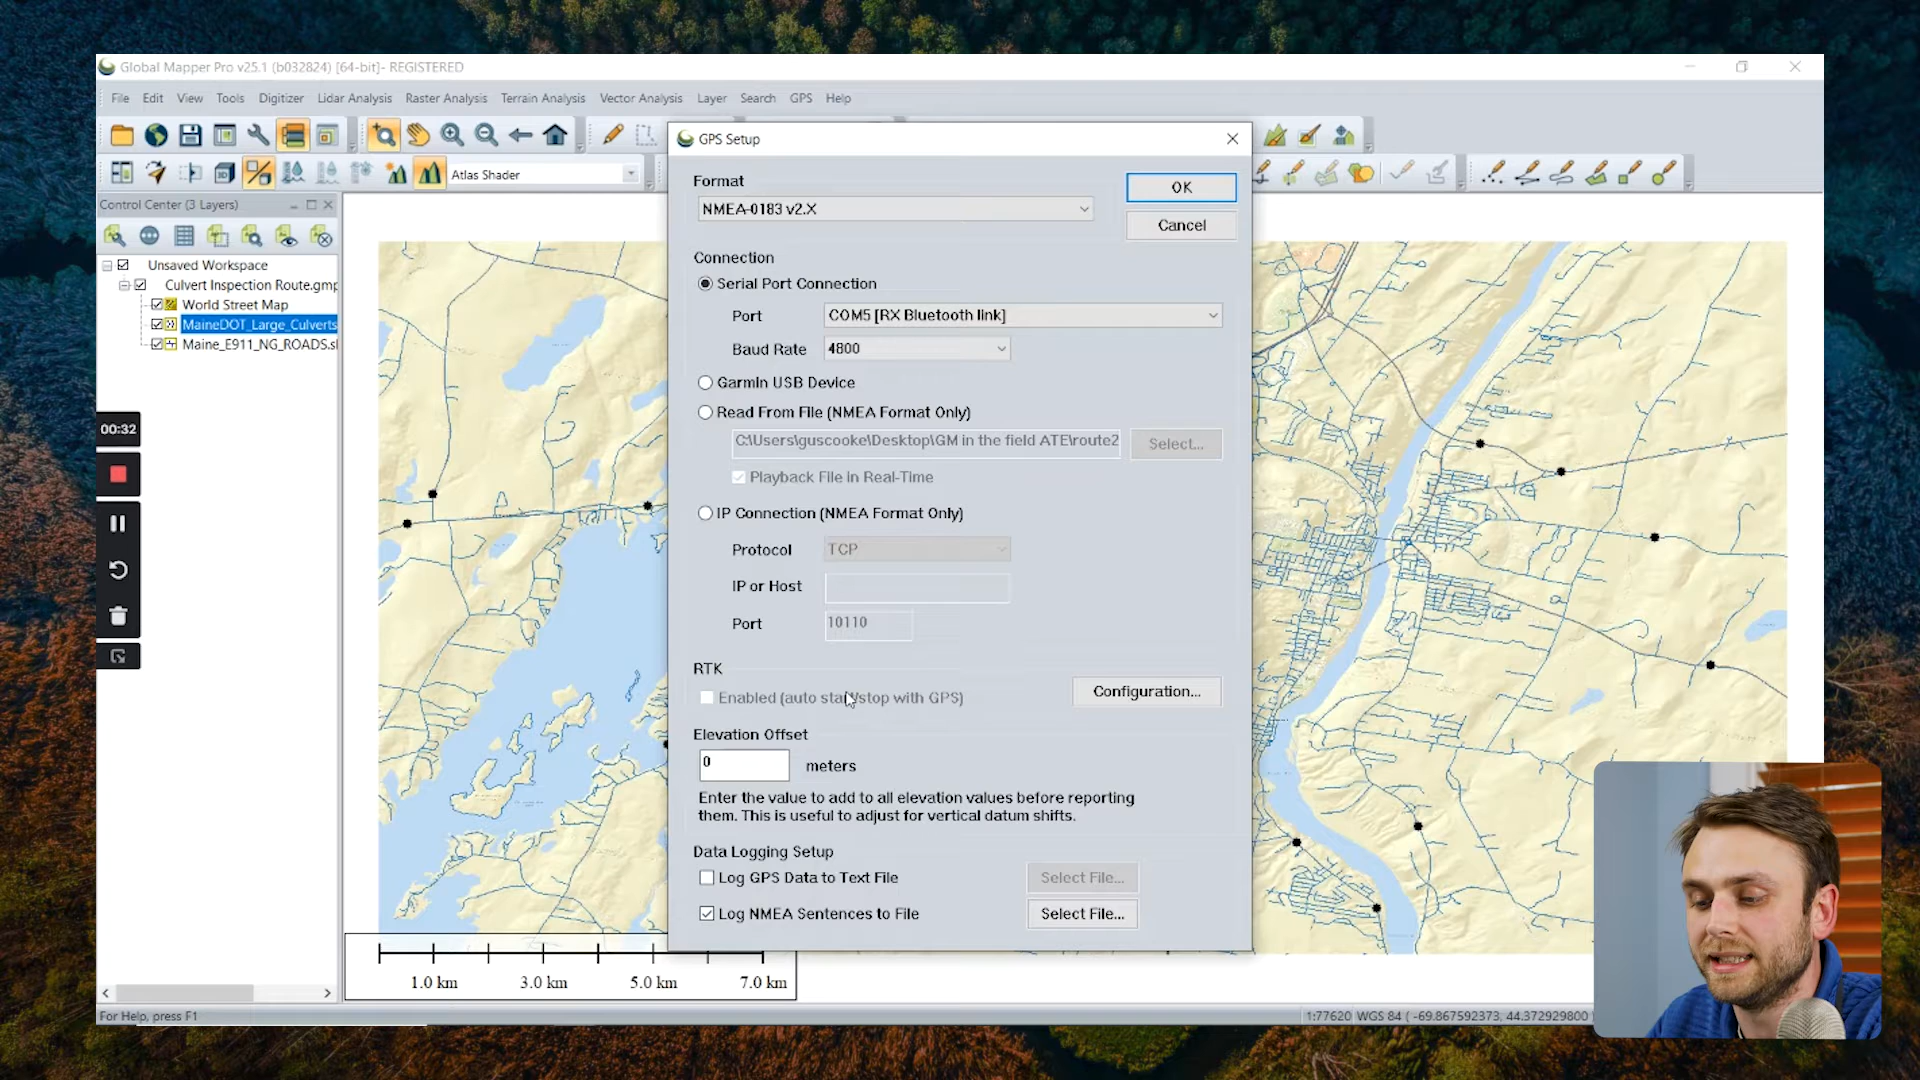 Global Mapper Pro v25.1 (b032824) [64-bit]- REGISTERED
File Edit View Tools Digitizer Lidar Analysis Raster Analysis Terrain Analysis Vector Analysis Layer Search GPS Help
Atlas Shader
Control Center (3 Layers)
Unsaved Workspace
Culvert Inspection Route.gmp
World Street Map
MaineDOT_Large_Culverts
Maine_E911_NG_ROADS.sl
00:32
GPS Setup
Format
NMEA-0183 v2.X
OK
Cancel
Connection
Serial Port Connection
Port COM5 [RX Bluetooth link]
Baud Rate 4800
Garmin USB Device
Read From File (NMEA Format Only)
C:\Users\guscooke\Desktop\GM in the field ATE\route2
Select...
Playback File in Real-Time
IP Connection (NMEA Format Only)
Protocol TCP
IP or Host
Port 10110
RTK
Enabled (auto start/stop with GPS)
Configuration...
Elevation Offset
0 meters
Enter the value to add to all elevation values before reporting
them. This is useful to adjust for vertical datum shifts.
Data Logging Setup
Log GPS Data to Text File Select File...
Log NMEA Sentences to File Select File...
1.0 km 3.0 km 5.0 km 7.0 km
For Help, press F1
1:77620 WGS 84 ( -69.867592373, 44.372929800 )